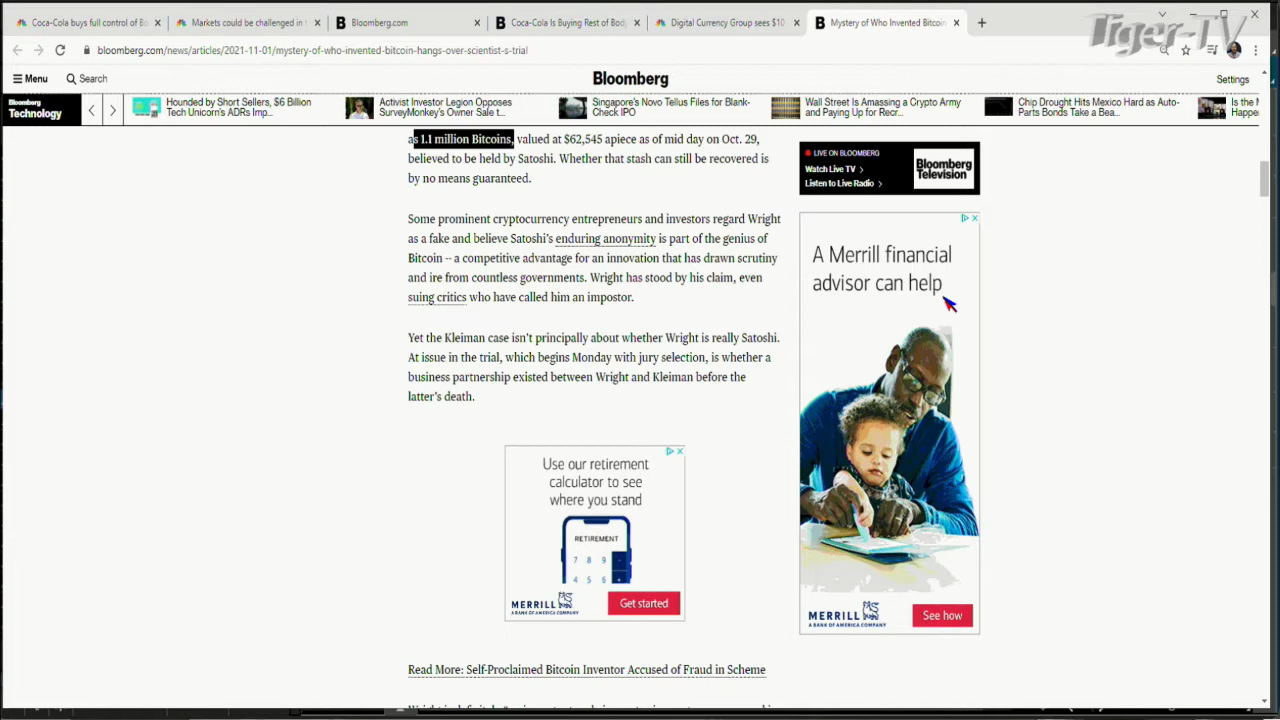 Coca-Cola buys full control of Bo
Markets could be challenged in t
Bloomberg.com
Coca-Cola Is Buying Rest of Body
Digital Currency Group sees $10
Mystery of Who Invented Bitcoin
Tiger-TV
bloomberg.com/news/articles/2021-11-01/mystery-of-who-invented-bitcoin-hangs-over-scientist-s-trial
Menu
Search
Bloomberg
Settings
Bloomberg
Technology
Hounded by Short Sellers, $6 Billion
Tech Unicorn's ADRs Imp...
Activist Investor Legion Opposes
SurveyMonkey's Owner Sale t...
Singapore's Novo Tellus Files for Blank-
Check IPO
Wall Street Is Amassing a Crypto Army
and Paying Up for Recr...
Chip Drought Hits Mexico Hard as Auto-
Parts Bonds Take a Bea...
Is the M
Happer
as 1.1 million Bitcoins, valued at $62,545 apiece as of mid day on Oct. 29,
believed to be held by Satoshi. Whether that stash can still be recovered is
by no means guaranteed.
Some prominent cryptocurrency entrepreneurs and investors regard Wright
as a fake and believe Satoshi's enduring anonymity is part of the genius of
Bitcoin -- a competitive advantage for an innovation that has drawn scrutiny
and ire from countless governments. Wright has stood by his claim, even
suing critics who have called him an impostor.
Yet the Kleiman case isn't principally about whether Wright is really Satoshi.
At issue in the trial, which begins Monday with jury selection, is whether a
business partnership existed between Wright and Kleiman before the
latter's death.
Use our retirement
calculator to see
where you stand
RETIREMENT
7 8 9
4 5 6
MERRILL
A BANK OF AMERICA COMPANY
Get started
Read More: Self-Proclaimed Bitcoin Inventor Accused of Fraud in Scheme
LIVE ON BLOOMBERG
Watch Live TV
Listen to Live Radio
Bloomberg
Television
A Merrill financial
advisor can help
MERRILL
A BANK OF AMERICA COMPANY
See how